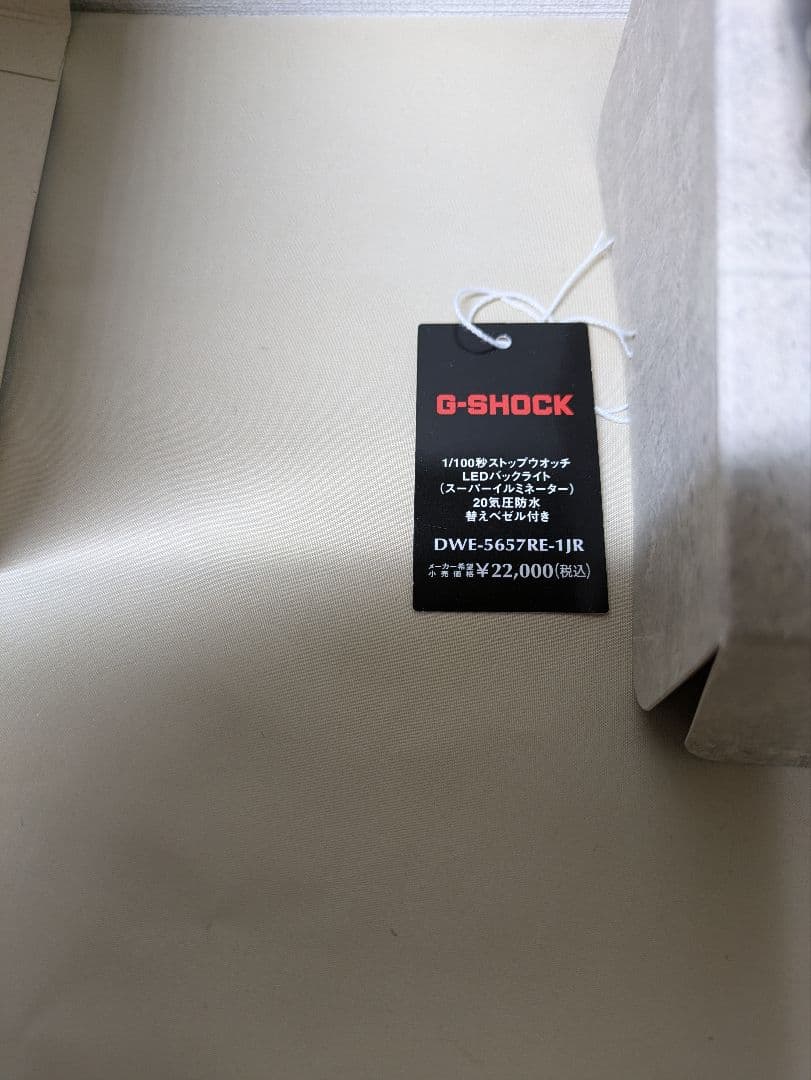 G-SHOCK
1/100秒ストップウオッチ
LEDバックライト
(スーパーイルミネーター)
20気圧防水
替えベゼル付き
DWE-5657RE-1JR
メーカー希望
小売価格 ¥22,000(税込)